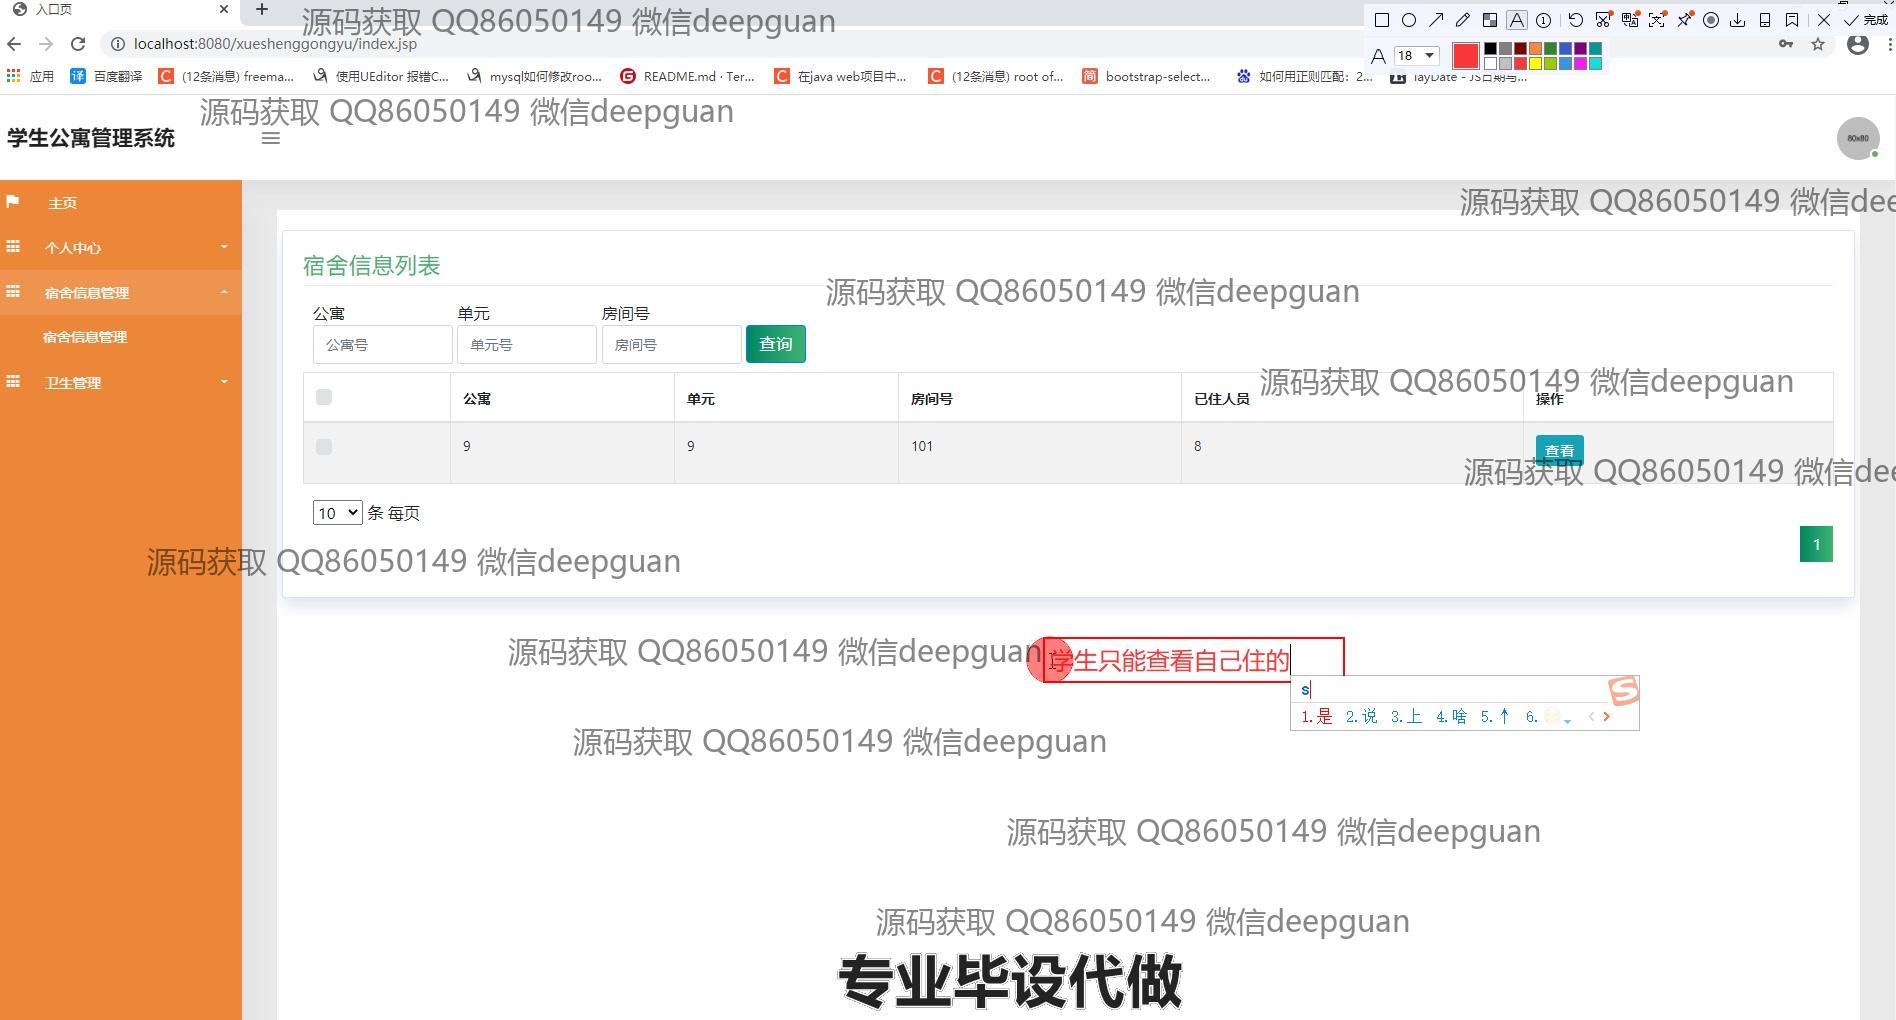 入口页
源码获取 QQ86050149 微信deepguan
完成
localhost:8080/xueshenggongyu/index.jsp
A 18
应用 百度翻译 (12条消息) freema... 使用UEditor 报错C... mysql如何修改roo... README.md · Ter... 在java web项目中... (12条消息) root of... bootstrap-select... 如何用正则匹配：2... layDate - JS日期与...
源码获取 QQ86050149 微信deepguan
学生公寓管理系统
80x80
主页
源码获取 QQ86050149 微信dee
个人中心
宿舍信息列表
宿舍信息管理
源码获取 QQ86050149 微信deepguan
公寓 单元 房间号
宿舍信息管理
公寓号 单元号 房间号 查询
卫生管理
源码获取 QQ86050149 微信deepguan
公寓 单元 房间号 已住人员 操作
9 9 101 8 查看
源码获取 QQ86050149 微信dee
10 条 每页
1
源码获取 QQ86050149 微信deepguan
源码获取 QQ86050149 微信deepguan
学生只能查看自己住的
s
1.是 2.说 3.上 4.啥 5.↑ 6.
源码获取 QQ86050149 微信deepguan
源码获取 QQ86050149 微信deepguan
源码获取 QQ86050149 微信deepguan
专业毕设代做